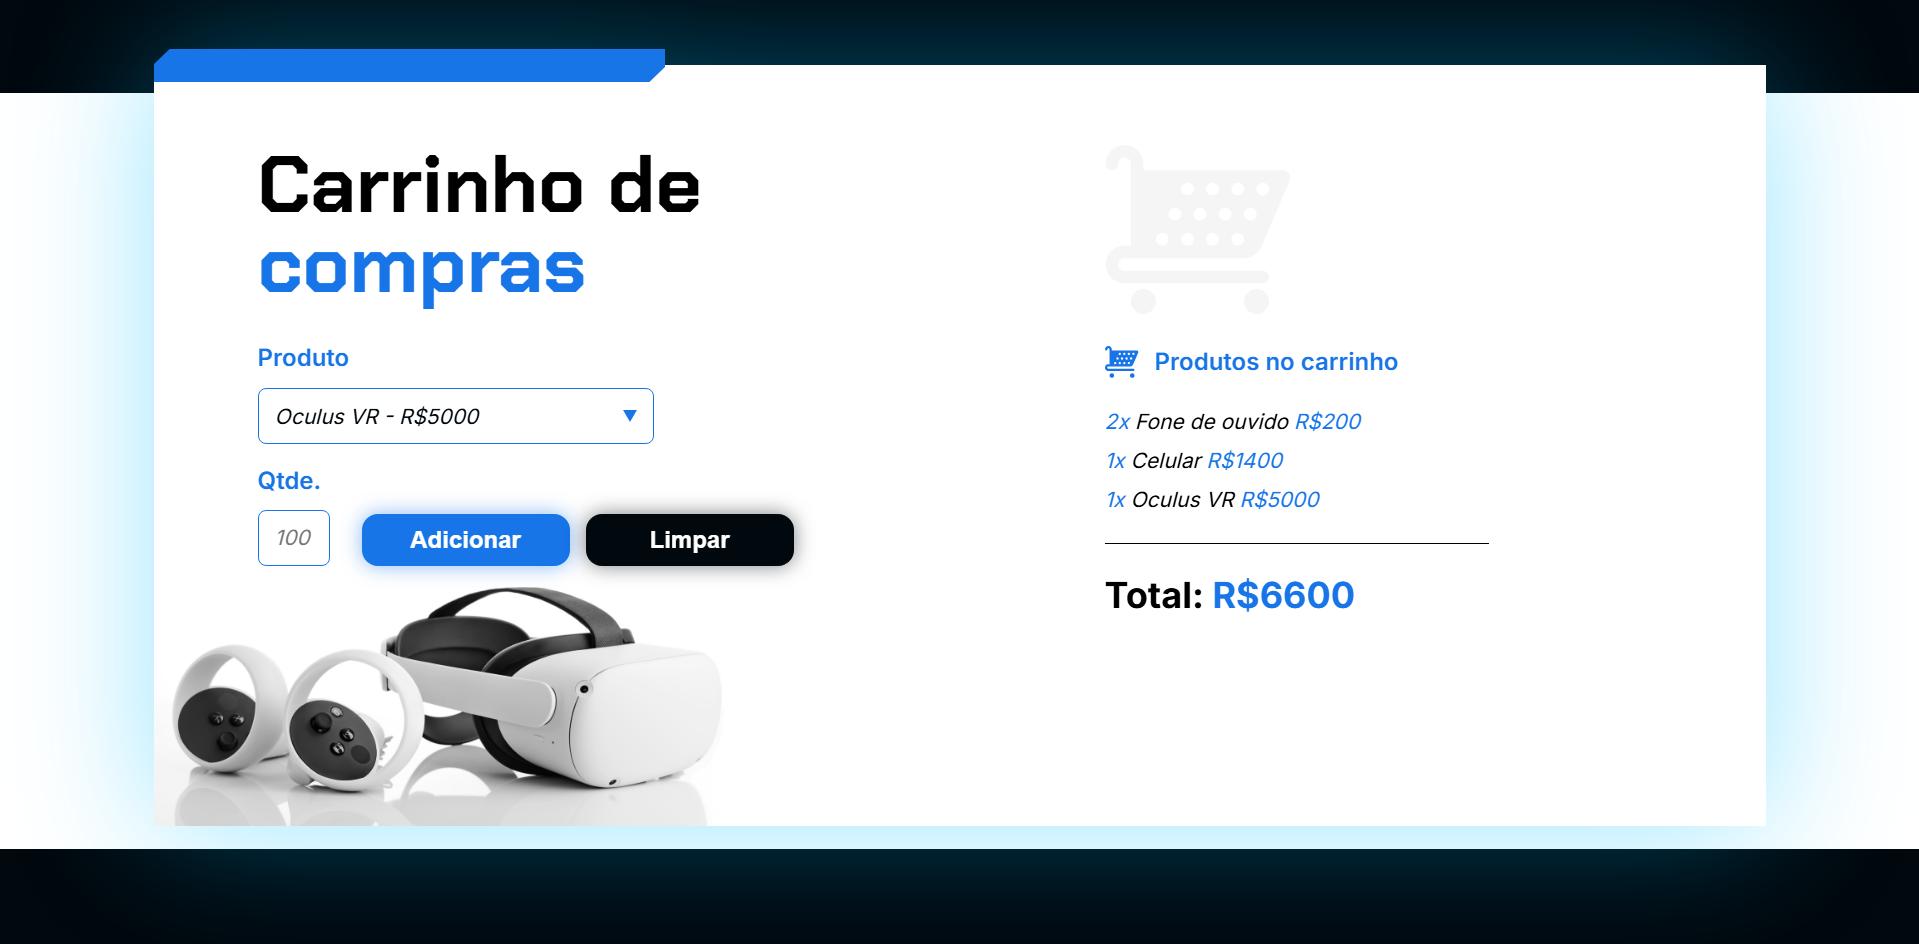 Carrinho de
compras
Produto
Oculus VR - R$5000
Qtde.
100
Adicionar
Limpar
Produtos no carrinho
2x Fone de ouvido R$200
1x Celular R$1400
1x Oculus VR R$5000
Total: R$6600